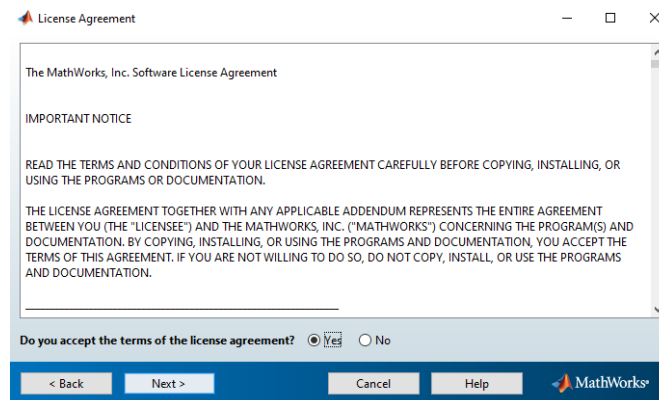 License Agreement
The MathWorks, Inc. Software License Agreement
IMPORTANT NOTICE
READ THE TERMS AND CONDITIONS OF YOUR LICENSE AGREEMENT CAREFULLY BEFORE COPYING, INSTALLING, OR
USING THE PROGRAMS OR DOCUMENTATION.
THE LICENSE AGREEMENT TOGETHER WITH ANY APPLICABLE ADDENDUM REPRESENTS THE ENTIRE AGREEMENT
BETWEEN YOU (THE "LICENSEE") AND THE MATHWORKS, INC. ("MATHWORKS") CONCERNING THE PROGRAM(S) AND
DOCUMENTATION. BY COPYING, INSTALLING, OR USING THE PROGRAMS AND DOCUMENTATION, YOU ACCEPT THE
TERMS OF THIS AGREEMENT. IF YOU ARE NOT WILLING TO DO SO, DO NOT COPY, INSTALL, OR USE THE PROGRAMS
AND DOCUMENTATION.
Do you accept the terms of the license agreement? Yes No
< Back Next > Cancel Help MathWorks®